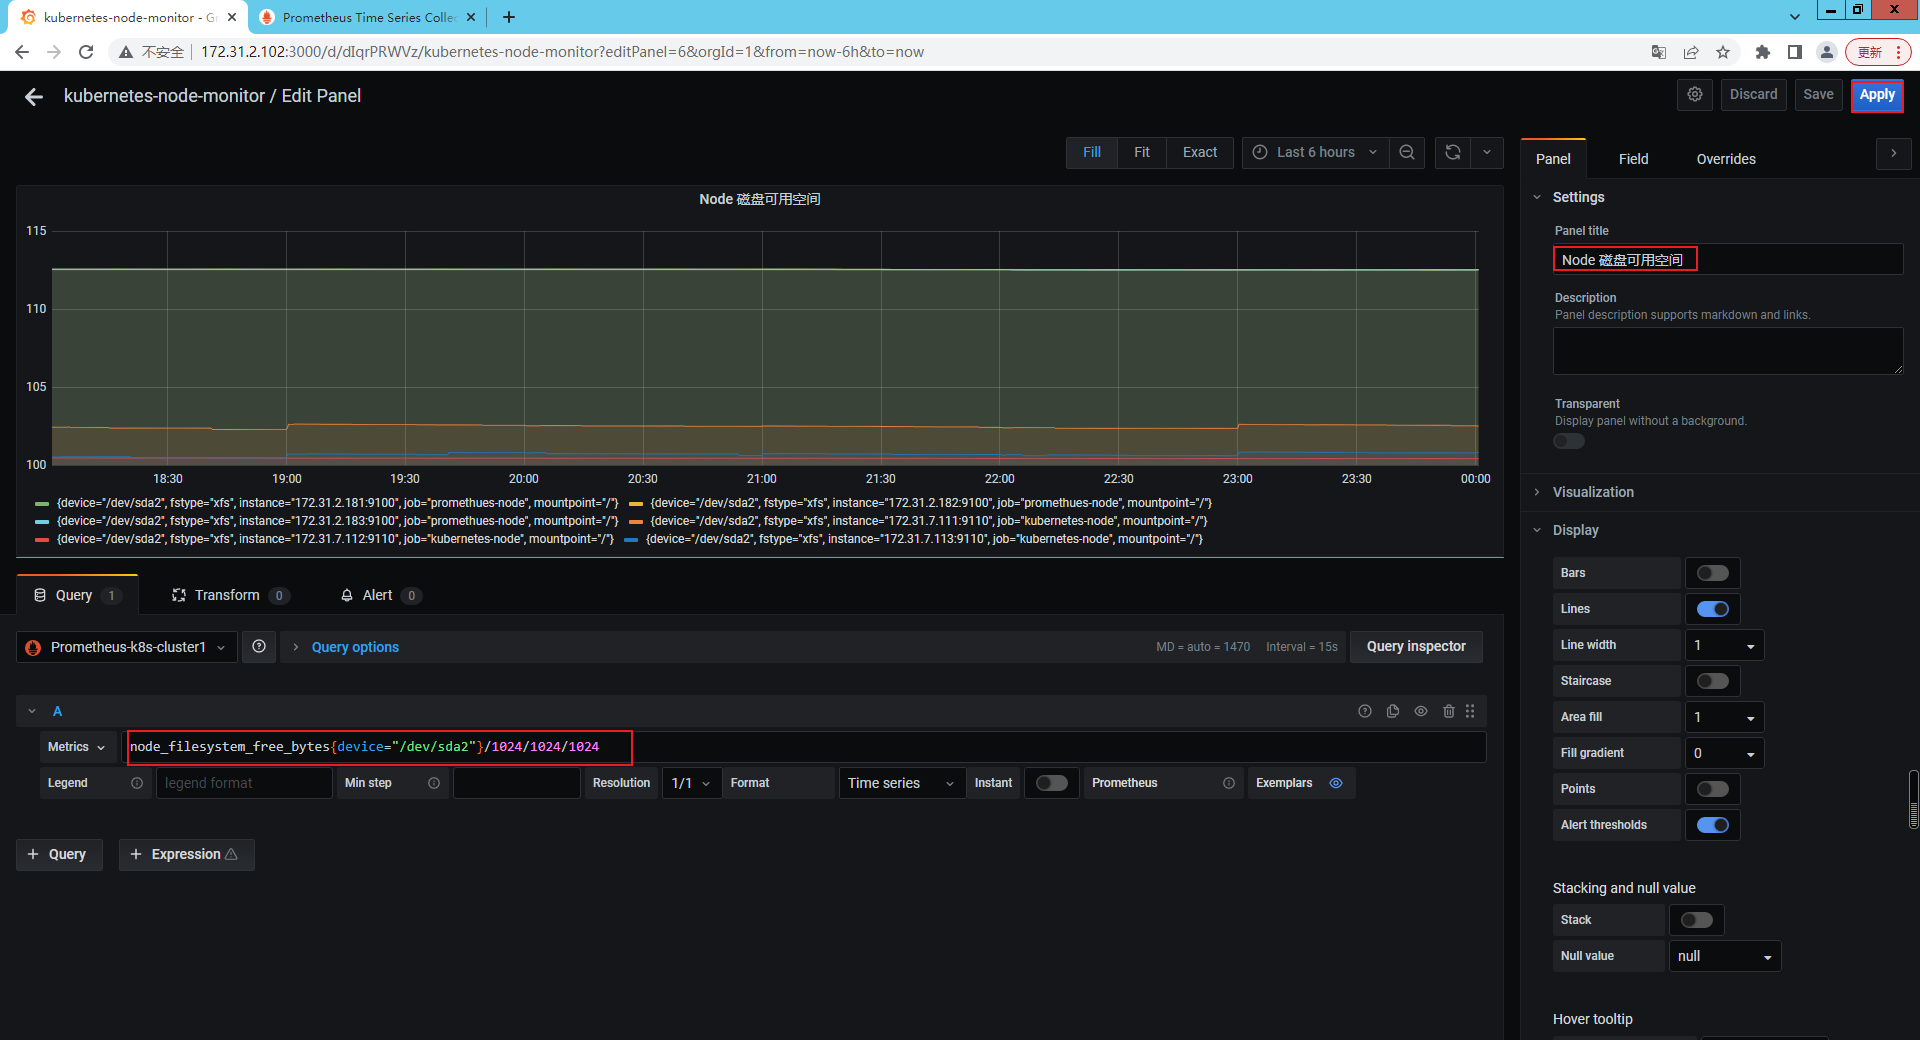 kubernetes-node-monitor - Gr
Prometheus Time Series Collec
不安全
172.31.2.102:3000/d/dIqrPRWVz/kubernetes-node-monitor?editPanel=6&orgId=1&from=now-6h&to=now
更新
kubernetes-node-monitor / Edit Panel
Discard
Save
Apply
Fill
Fit
Exact
Last 6 hours
Panel
Field
Overrides
Node 磁盘可用空间
115
110
105
100
18:30
19:00
19:30
20:00
20:30
21:00
21:30
22:00
22:30
23:00
23:30
00:00
{device="/dev/sda2", fstype="xfs", instance="172.31.2.181:9100", job="promethues-node", mountpoint="/"}
{device="/dev/sda2", fstype="xfs", instance="172.31.2.182:9100", job="promethues-node", mountpoint="/"}
{device="/dev/sda2", fstype="xfs", instance="172.31.2.183:9100", job="promethues-node", mountpoint="/"}
{device="/dev/sda2", fstype="xfs", instance="172.31.7.111:9110", job="kubernetes-node", mountpoint="/"}
{device="/dev/sda2", fstype="xfs", instance="172.31.7.112:9110", job="kubernetes-node", mountpoint="/"}
{device="/dev/sda2", fstype="xfs", instance="172.31.7.113:9110", job="kubernetes-node", mountpoint="/"}
Query 1
Transform 0
Alert 0
Prometheus-k8s-cluster1
Query options
MD = auto = 1470
Interval = 15s
Query inspector
A
Metrics
node_filesystem_free_bytes{device="/dev/sda2"}/1024/1024/1024
Legend
legend format
Min step
Resolution
1/1
Format
Time series
Instant
Prometheus
Exemplars
+ Query
+ Expression
Settings
Panel title
Node 磁盘可用空间
Description
Panel description supports markdown and links.
Transparent
Display panel without a background.
Visualization
Display
Bars
Lines
Line width
1
Staircase
Area fill
1
Fill gradient
0
Points
Alert thresholds
Stacking and null value
Stack
Null value
null
Hover tooltip